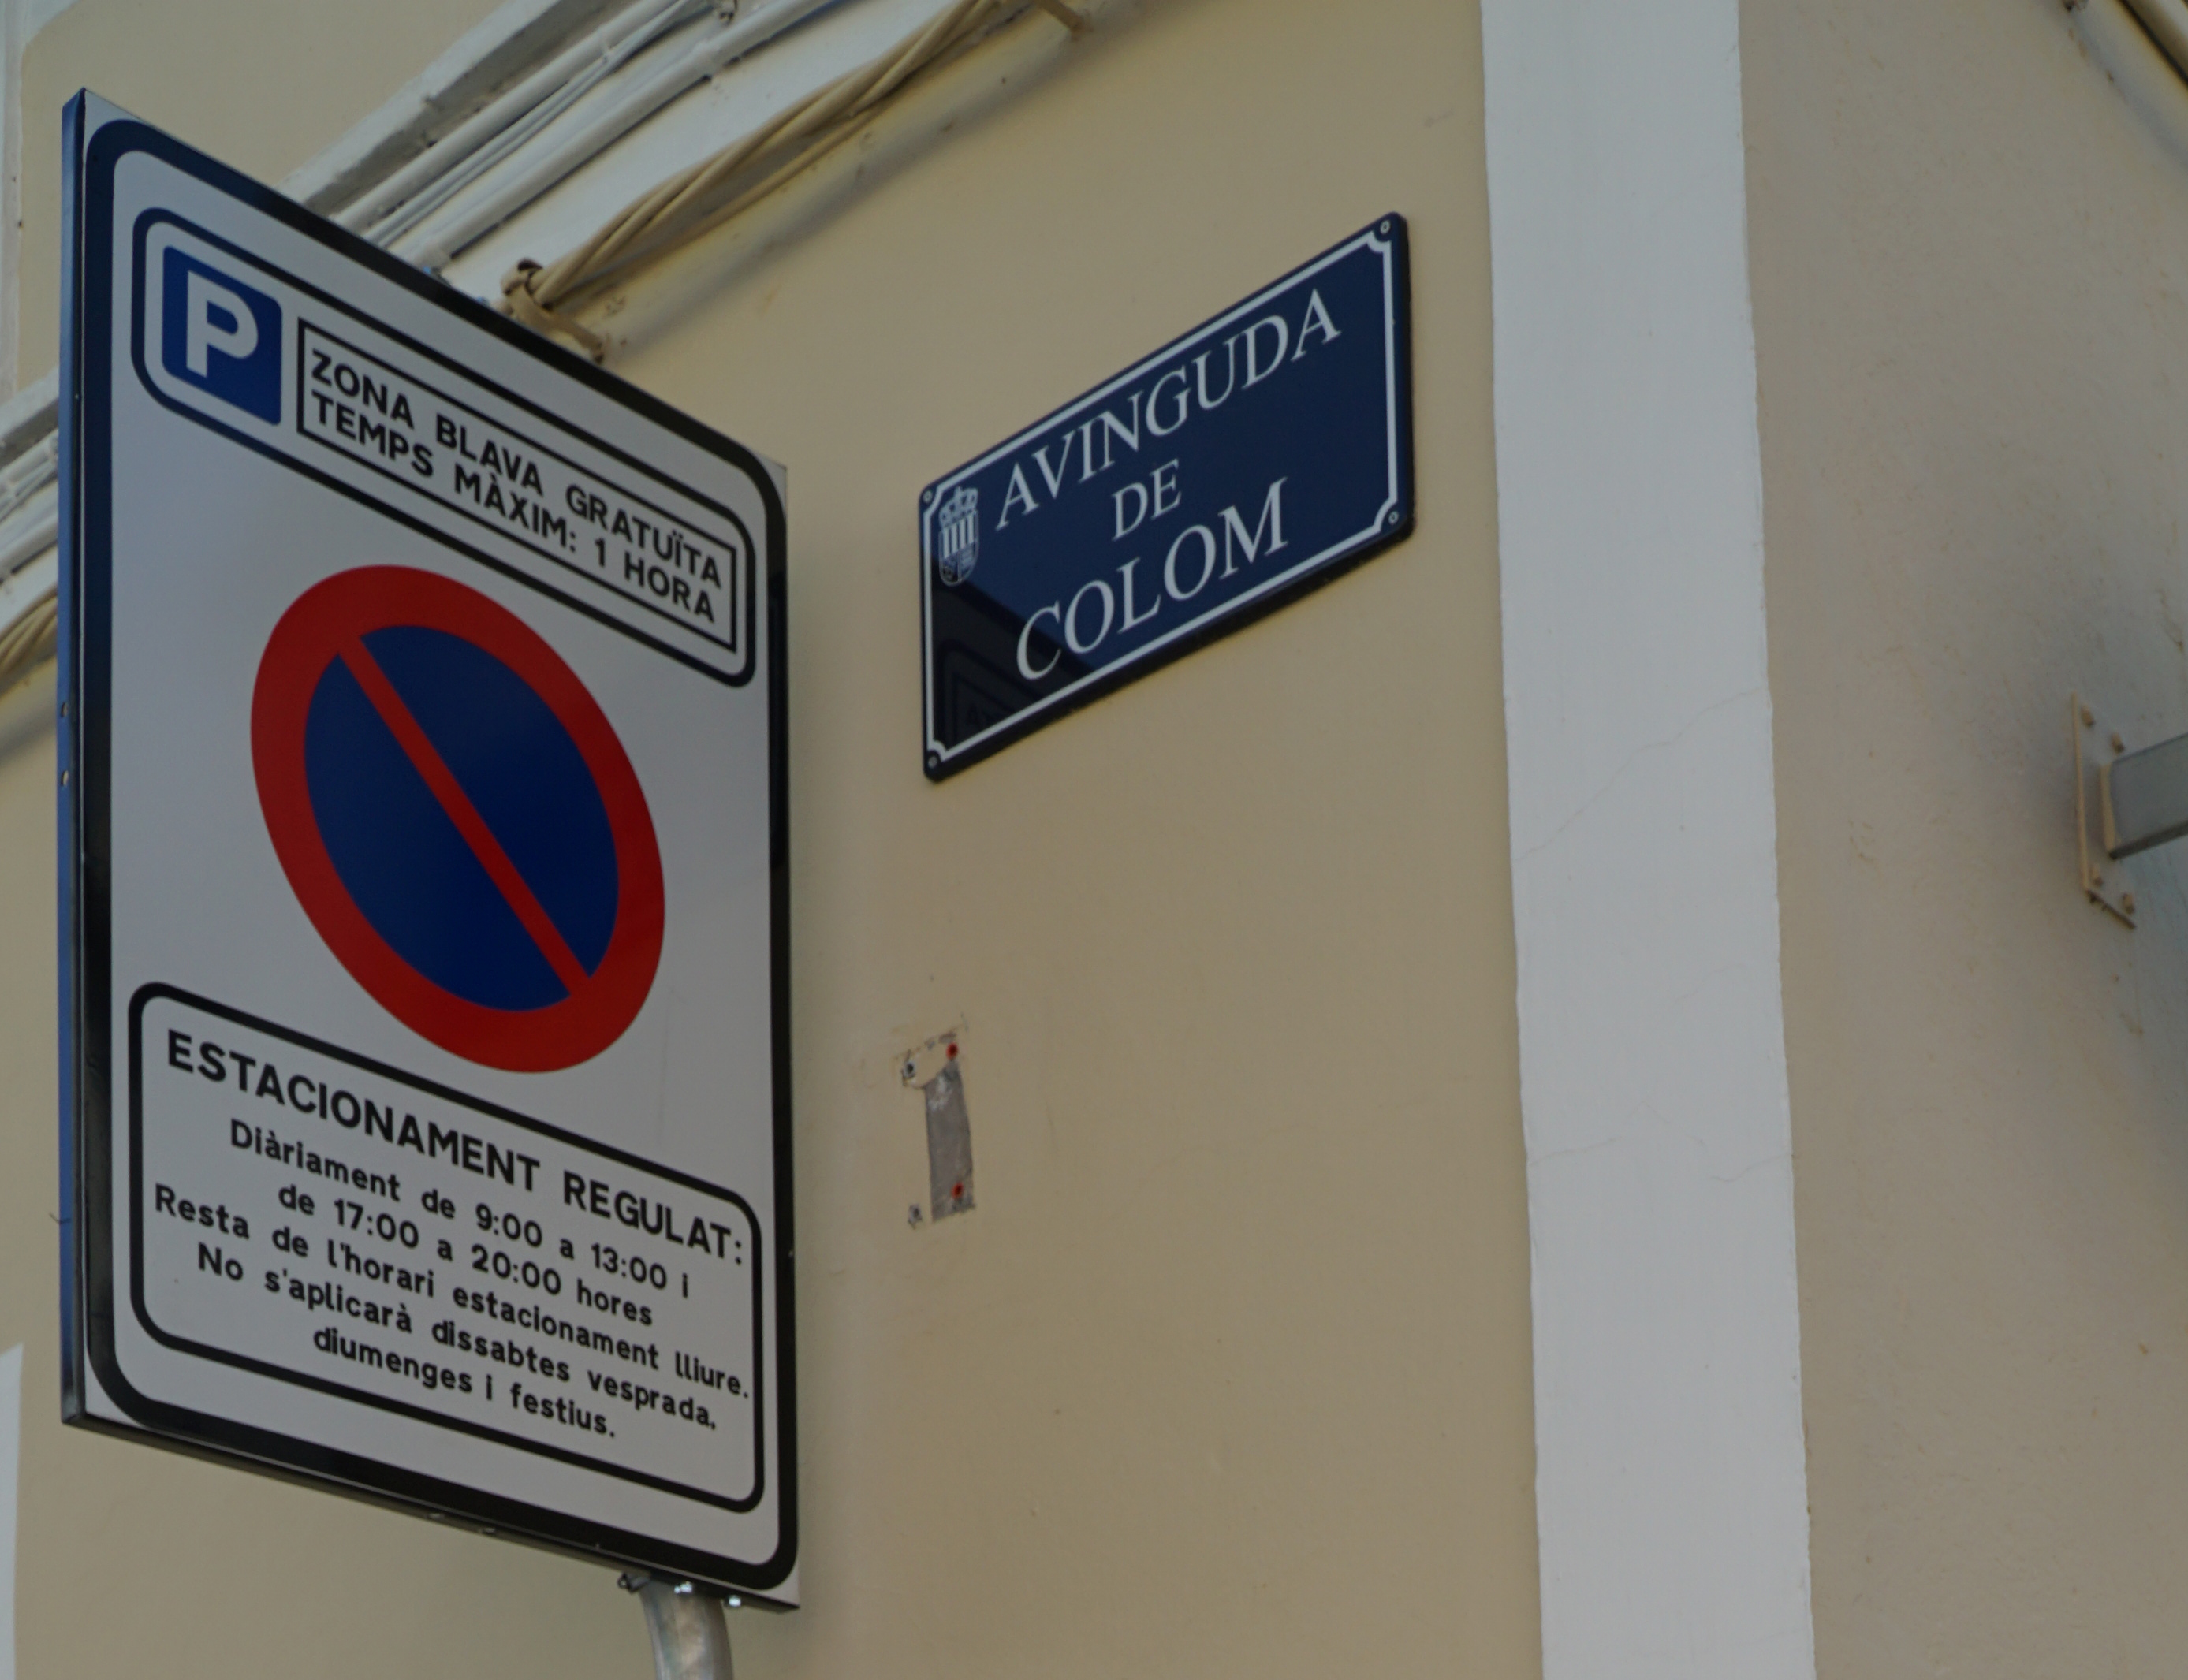 P
ZONA BLAVA GRATUÏTA
TEMPS MÀXIM: 1 HORA
ESTACIONAMENT REGULAT:
Diàriament de 9:00 a 13:00 i
de 17:00 a 20:00 hores
Resta de l'horari estacionament lliure.
No s'aplicarà dissabtes vesprada,
diumenges i festius.
AVINGUDA
DE
COLOM